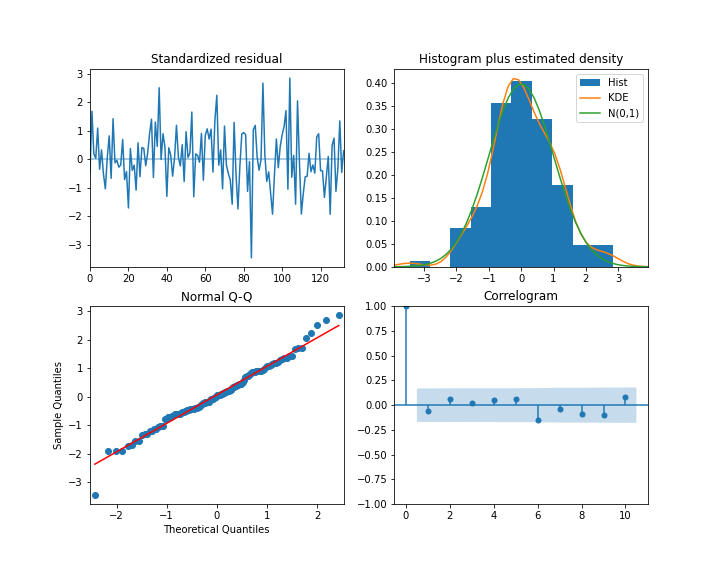 Standardized residual
3
2
1
0
−1
−2
−3
0 20 40 60 80 100 120
Histogram plus estimated density
0.40
0.35
0.30
0.25
0.20
0.15
0.10
0.05
0.00
−3 −2 −1 0 1 2 3
Hist
KDE
N(0,1)
Normal Q-Q
Sample Quantiles
3
2
1
0
−1
−2
−3
−2 −1 0 1 2
Theoretical Quantiles
Correlogram
1.00
0.75
0.50
0.25
0.00
−0.25
−0.50
−0.75
−1.00
0 2 4 6 8 10